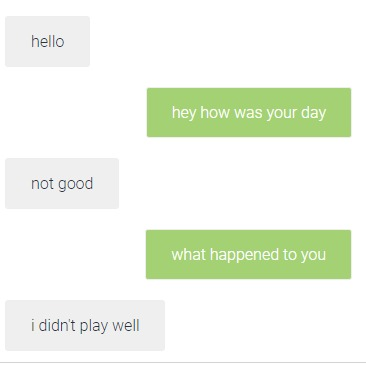 hello
hey how was your day
not good
what happened to you
i didn't play well